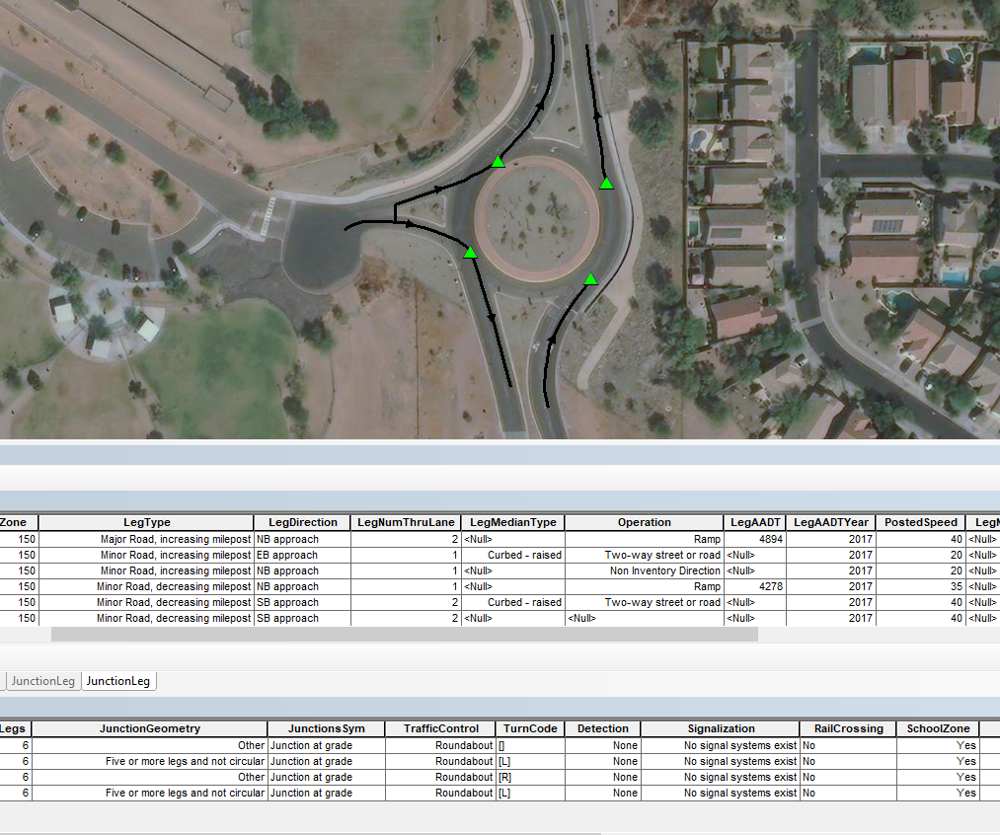 Zone LegType LegDirection LegNumThruLane LegMedianType Operation LegAADT LegAADTYear PostedSpeed LegM
150 Major Road, increasing milepost NB approach 2 <Null> Ramp 4894 2017 40 <Null>
150 Minor Road, increasing milepost EB approach 1 Curbed - raised Two-way street or road <Null> 2017 20 <Null>
150 Minor Road, increasing milepost NB approach 1 <Null> Non Inventory Direction <Null> 2017 20 <Null>
150 Minor Road, decreasing milepost NB approach 1 <Null> Ramp 4278 2017 35 <Null>
150 Minor Road, decreasing milepost SB approach 2 Curbed - raised Two-way street or road <Null> 2017 40 <Null>
150 Minor Road, decreasing milepost SB approach 2 <Null> <Null> <Null> 2017 40 <Null>
JunctionLeg JunctionLeg
Legs JunctionGeometry JunctionsSym TrafficControl TurnCode Detection Signalization RailCrossing SchoolZone
6 Other Junction at grade Roundabout [] None No signal systems exist No Yes
6 Five or more legs and not circular Junction at grade Roundabout [L] None No signal systems exist No Yes
6 Other Junction at grade Roundabout [R] None No signal systems exist No Yes
6 Five or more legs and not circular Junction at grade Roundabout [L] None No signal systems exist No Yes